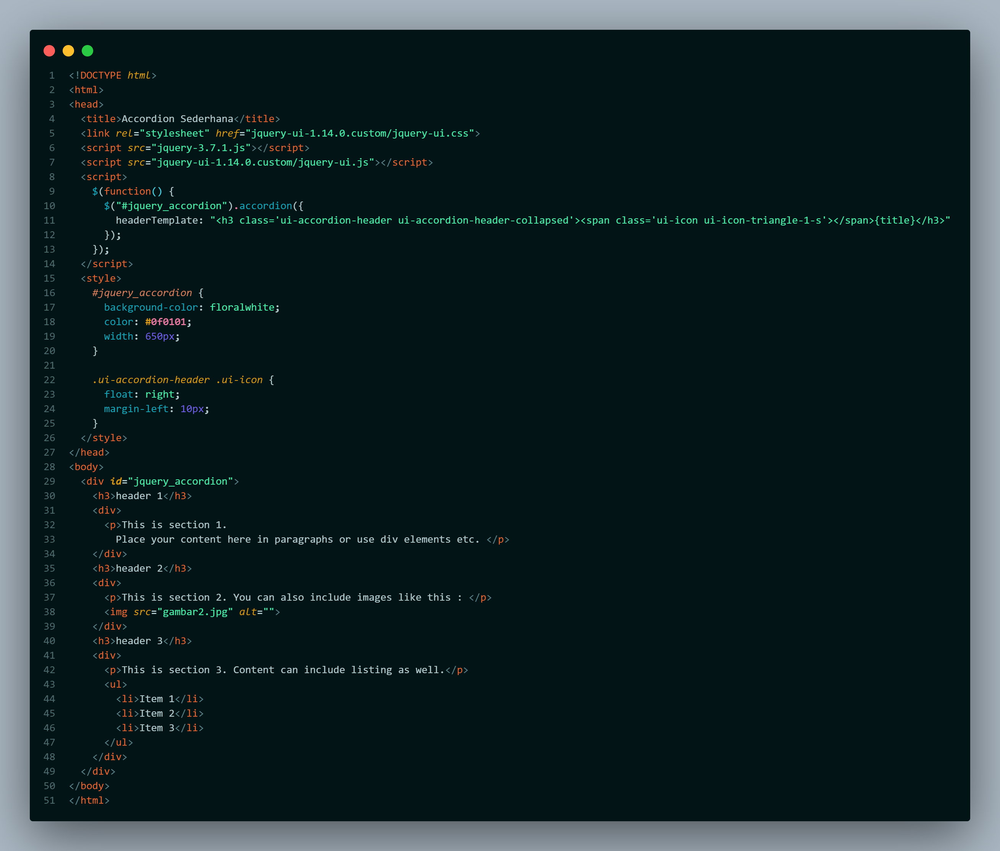 1 <!DOCTYPE html>
2 <html>
3 <head>
4   <title>Accordion Sederhana</title>
5   <link rel="stylesheet" href="jquery-ui-1.14.0.custom/jquery-ui.css">
6   <script src="jquery-3.7.1.js"></script>
7   <script src="jquery-ui-1.14.0.custom/jquery-ui.js"></script>
8   <script>
9     $(function() {
10       $("#jquery_accordion").accordion({
11         headerTemplate: "<h3 class='ui-accordion-header ui-accordion-header-collapsed'><span class='ui-icon ui-icon-triangle-1-s'></span>{title}</h3>"
12       });
13     });
14   </script>
15   <style>
16     #jquery_accordion {
17       background-color: floralwhite;
18       color: #0f0101;
19       width: 650px;
20     }
21
22     .ui-accordion-header .ui-icon {
23       float: right;
24       margin-left: 10px;
25     }
26   </style>
27 </head>
28 <body>
29   <div id="jquery_accordion">
30     <h3>header 1</h3>
31     <div>
32       <p>This is section 1.
33         Place your content here in paragraphs or use div elements etc. </p>
34     </div>
35     <h3>header 2</h3>
36     <div>
37       <p>This is section 2. You can also include images like this : </p>
38       <img src="gambar2.jpg" alt="">
39     </div>
40     <h3>header 3</h3>
41     <div>
42       <p>This is section 3. Content can include listing as well.</p>
43       <ul>
44         <li>Item 1</li>
45         <li>Item 2</li>
46         <li>Item 3</li>
47       </ul>
48     </div>
49   </div>
50 </body>
51 </html>